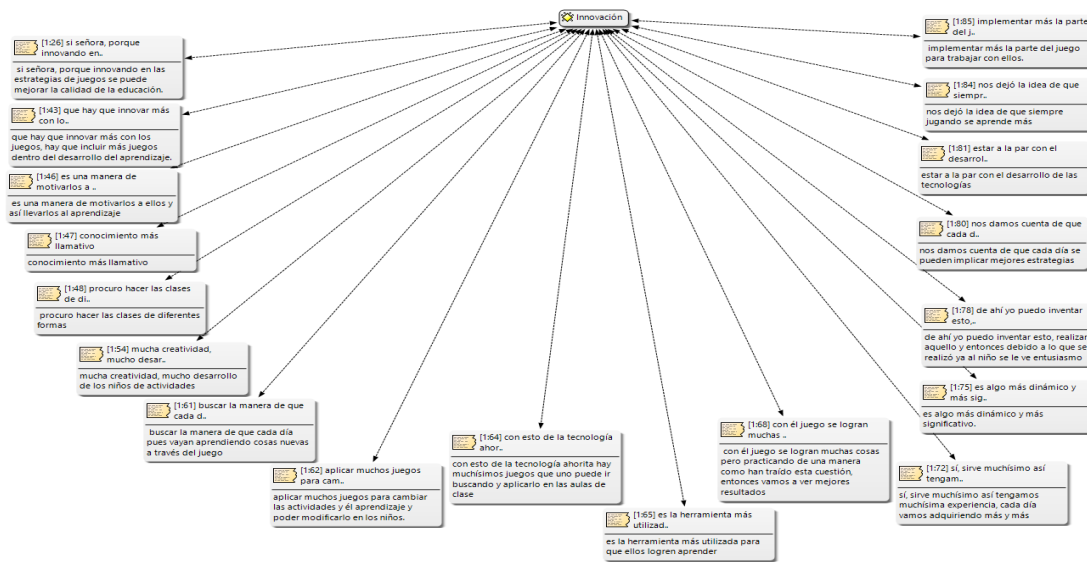 Innovación
[1:26] si señora, porque
innovando en..
si señora, porque innovando en las
estrategias de juegos se puede
mejorar la calidad de la educación.
[1:43] que hay que innovar más
con lo..
que hay que innovar más con los
juegos, hay que incluir más juegos
dentro del desarrollo del aprendizaje.
[1:46] es una manera de
motivarlos a ..
es una manera de motivarlos a ellos y
así llevarlos al aprendizaje
[1:47] conocimiento más
llamativo
conocimiento más llamativo
[1:48] procuro hacer las clases
de di..
procuro hacer las clases de diferentes
formas
[1:54] mucha creatividad,
mucho desar..
mucha creatividad, mucho desarrollo
de los niños de actividades
[1:61] buscar la manera de que
cada d..
buscar la manera de que cada día
pues vayan aprendiendo cosas nuevas
a través del juego
[1:62] aplicar muchos juegos
para cam..
aplicar muchos juegos para cambiar
las actividades y él aprendizaje y
poder modificarlo en los niños.
[1:64] con esto de la tecnología
ahor..
con esto de la tecnología ahorita hay
muchísimos juegos que uno puede ir
buscando y aplicarlo en las aulas de
clase
[1:65] es la herramienta más
utilizad..
es la herramienta más utilizada para
que ellos logren aprender
[1:68] con él juego se logran
muchas ..
con él juego se logran muchas cosas
pero practicando de una manera
como han traído esta cuestión,
entonces vamos a ver mejores
resultados
[1:72] sí, sirve muchísimo así
tengam..
sí, sirve muchísimo así tengamos
muchísima experiencia, cada día
vamos adquiriendo más y más
[1:75] es algo más dinámico y
más sig..
es algo más dinámico y más
significativo.
[1:78] de ahí yo puedo inventar
esto,..
de ahí yo puedo inventar esto, realizar
aquello y entonces debido a lo que se
realizó ya al niño se le ve entusiasmo
[1:80] nos damos cuenta de que
cada d..
nos damos cuenta de que cada día se
pueden implicar mejores estrategias
[1:81] estar a la par con el
desarrol..
estar a la par con el desarrollo de las
tecnologías
[1:84] nos dejó la idea de que
siempr..
nos dejó la idea de que siempre
jugando se aprende más
[1:85] implementar más la parte
del j..
implementar más la parte del juego
para trabajar con ellos.